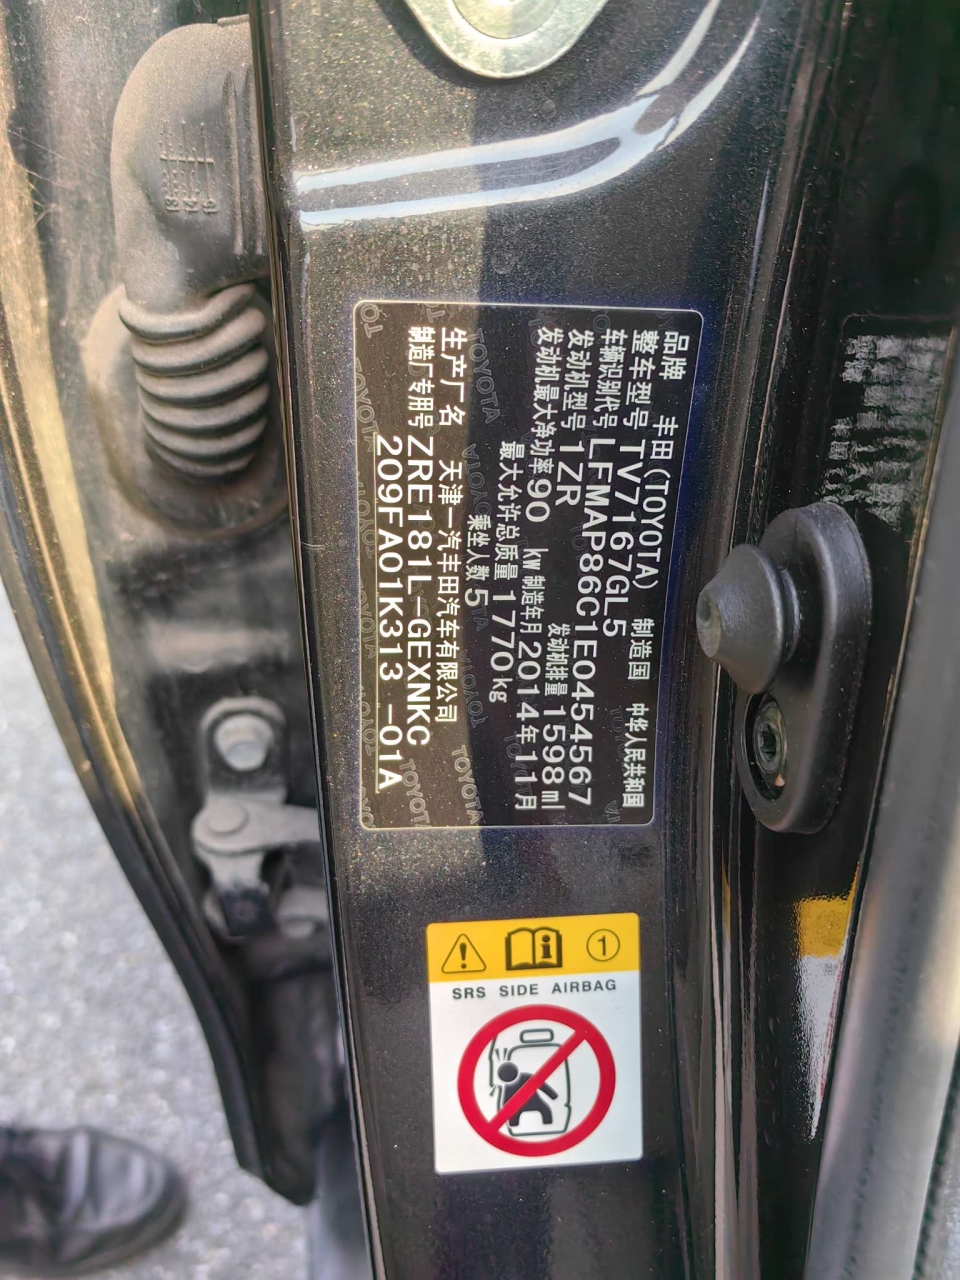 品牌 丰田(TOYOTA) 制造国 中华人民共和国
整车型号 TV7167GL5
车辆识别代号 LFMAP86C1E0454567
发动机型号 1ZR 发动机排量 1598ml
发动机最大净功率 90 kW 制造年月 2014年11月
最大允许总质量 1770kg
乘坐人数 5
生产厂名 天津一汽丰田汽车有限公司
制造厂专用号 ZRE181L-GEXNKC
209FA01K313 -01A
1
SRS SIDE AIRBAG